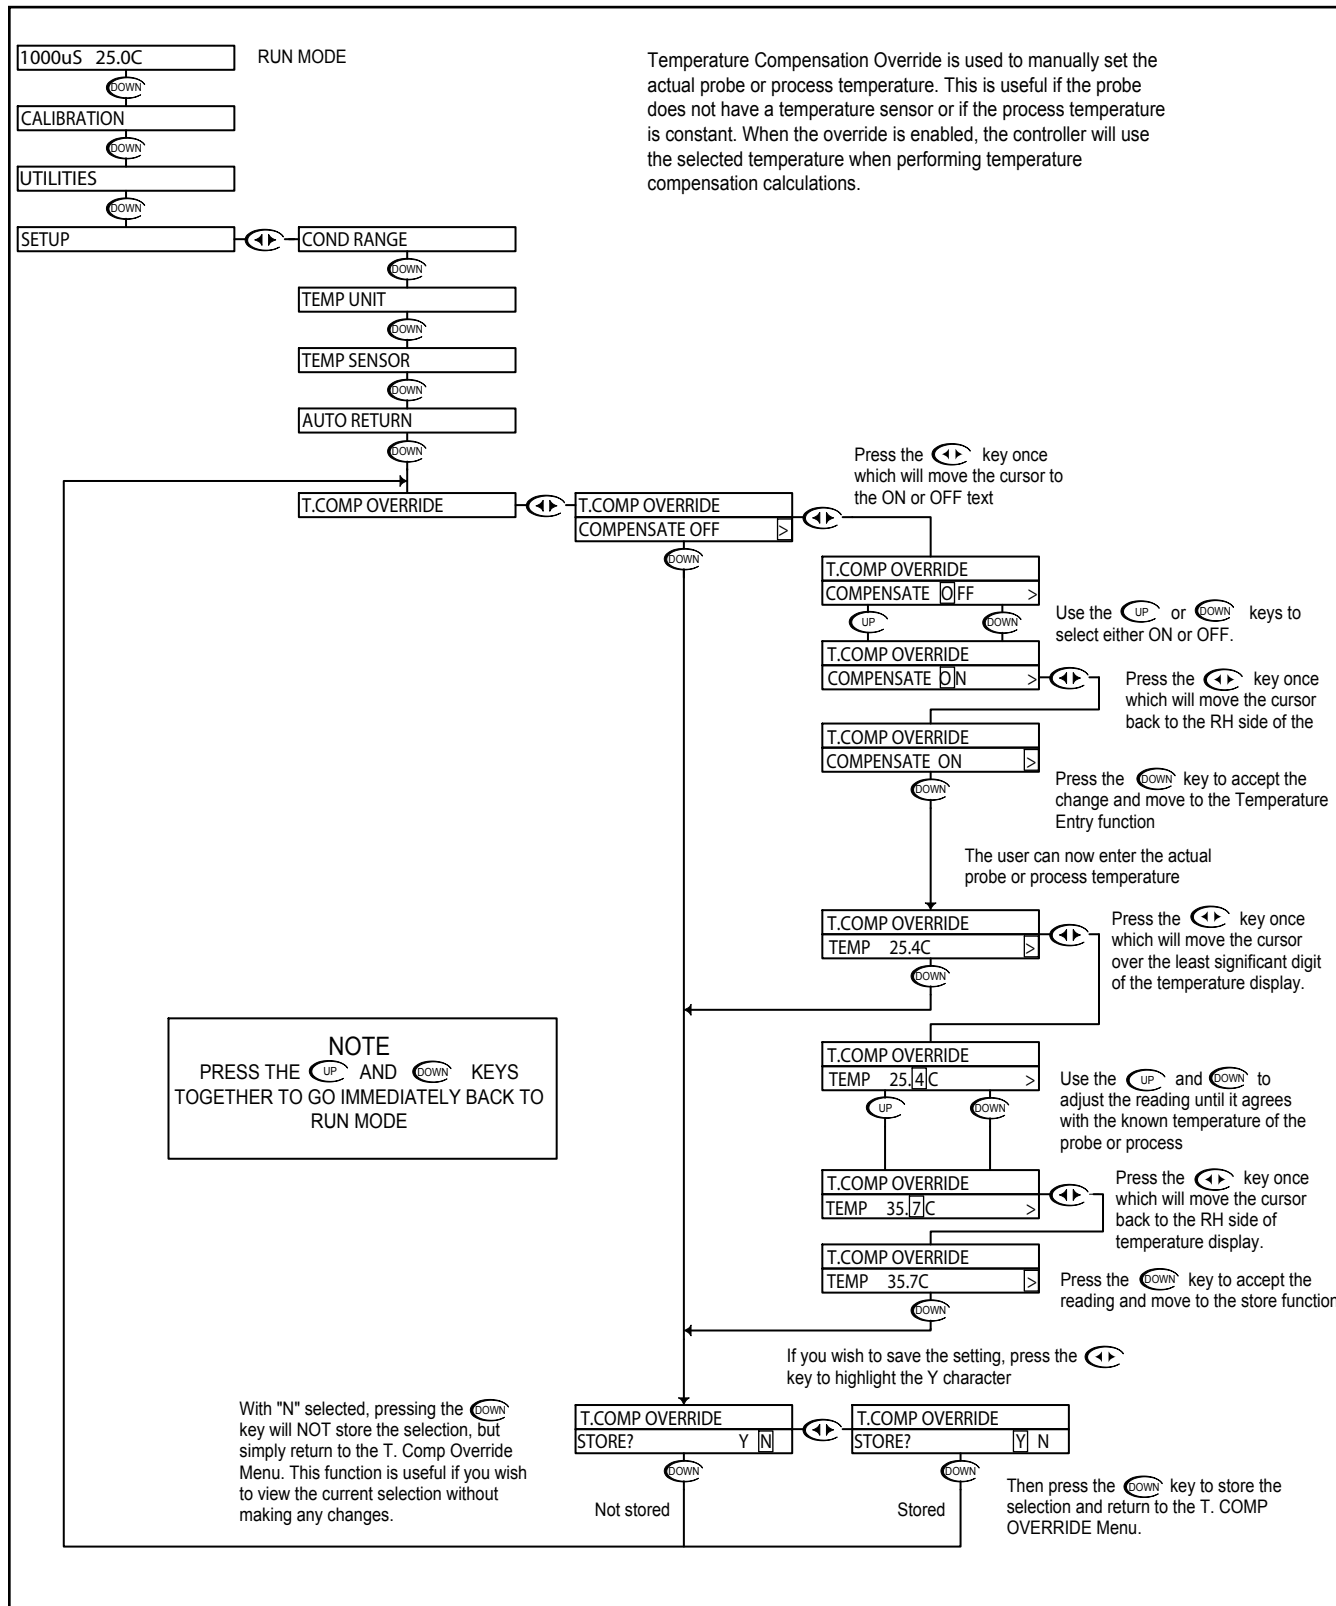 1000uS 25.0C
RUN MODE
DOWN
CALIBRATION
DOWN
UTILITIES
DOWN
SETUP
COND RANGE
DOWN
TEMP UNIT
DOWN
TEMP SENSOR
DOWN
AUTO RETURN
DOWN
T.COMP OVERRIDE
Temperature Compensation Override is used to manually set the
actual probe or process temperature. This is useful if the probe
does not have a temperature sensor or if the process temperature
is constant. When the override is enabled, the controller will use
the selected temperature when performing temperature
compensation calculations.
T.COMP OVERRIDE
COMPENSATE OFF >
DOWN
Press the key once
which will move the cursor to
the ON or OFF text
T.COMP OVERRIDE
COMPENSATE OFF >
UP DOWN
Use the UP or DOWN keys to
select either ON or OFF.
T.COMP OVERRIDE
COMPENSATE ON >
Press the key once
which will move the cursor
back to the RH side of the
T.COMP OVERRIDE
COMPENSATE ON >
DOWN
Press the DOWN key to accept the
change and move to the Temperature
Entry function
The user can now enter the actual
probe or process temperature
T.COMP OVERRIDE
TEMP 25.4C >
DOWN
Press the key once
which will move the cursor
over the least significant digit
of the temperature display.
T.COMP OVERRIDE
TEMP 25.4C >
UP DOWN
Use the UP and DOWN to
adjust the reading until it agrees
with the known temperature of the
probe or process
T.COMP OVERRIDE
TEMP 35.7C >
Press the key once
which will move the cursor
back to the RH side of
temperature display.
T.COMP OVERRIDE
TEMP 35.7C >
DOWN
Press the DOWN key to accept the
reading and move to the store function
NOTE
PRESS THE UP AND DOWN KEYS
TOGETHER TO GO IMMEDIATELY BACK TO
RUN MODE
If you wish to save the setting, press the
key to highlight the Y character
With "N" selected, pressing the DOWN
key will NOT store the selection, but
simply return to the T. Comp Override
Menu. This function is useful if you wish
to view the current selection without
making any changes.
T.COMP OVERRIDE
STORE? Y N
DOWN
Not stored
T.COMP OVERRIDE
STORE? Y N
DOWN
Stored
Then press the DOWN key to store the
selection and return to the T. COMP
OVERRIDE Menu.